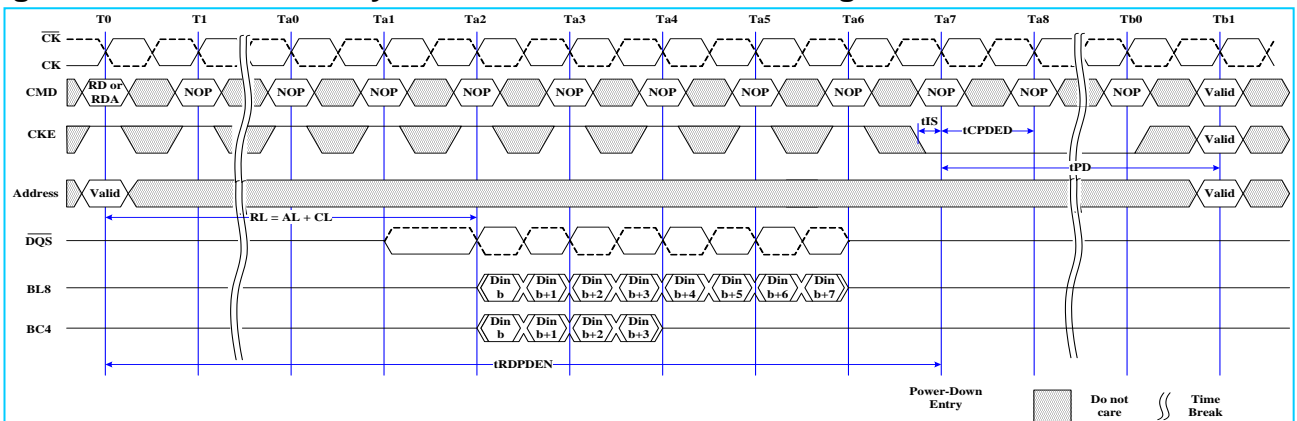 T0 T1 Ta0 Ta1 Ta2 Ta3 Ta4 Ta5 Ta6 Ta7 Ta8 Tb0 Tb1
CK
CK
CMD RD or RDA NOP NOP NOP NOP NOP NOP NOP NOP NOP NOP NOP Valid
CKE tIS tCPDED Valid
tPD
Address Valid Valid
RL = AL + CL
DQS
BL8 Din b Din b+1 Din b+2 Din b+3 Din b+4 Din b+5 Din b+6 Din b+7
BC4 Din b Din b+1 Din b+2 Din b+3
tRDPDEN
Power-Down Entry
Do not care
Time Break